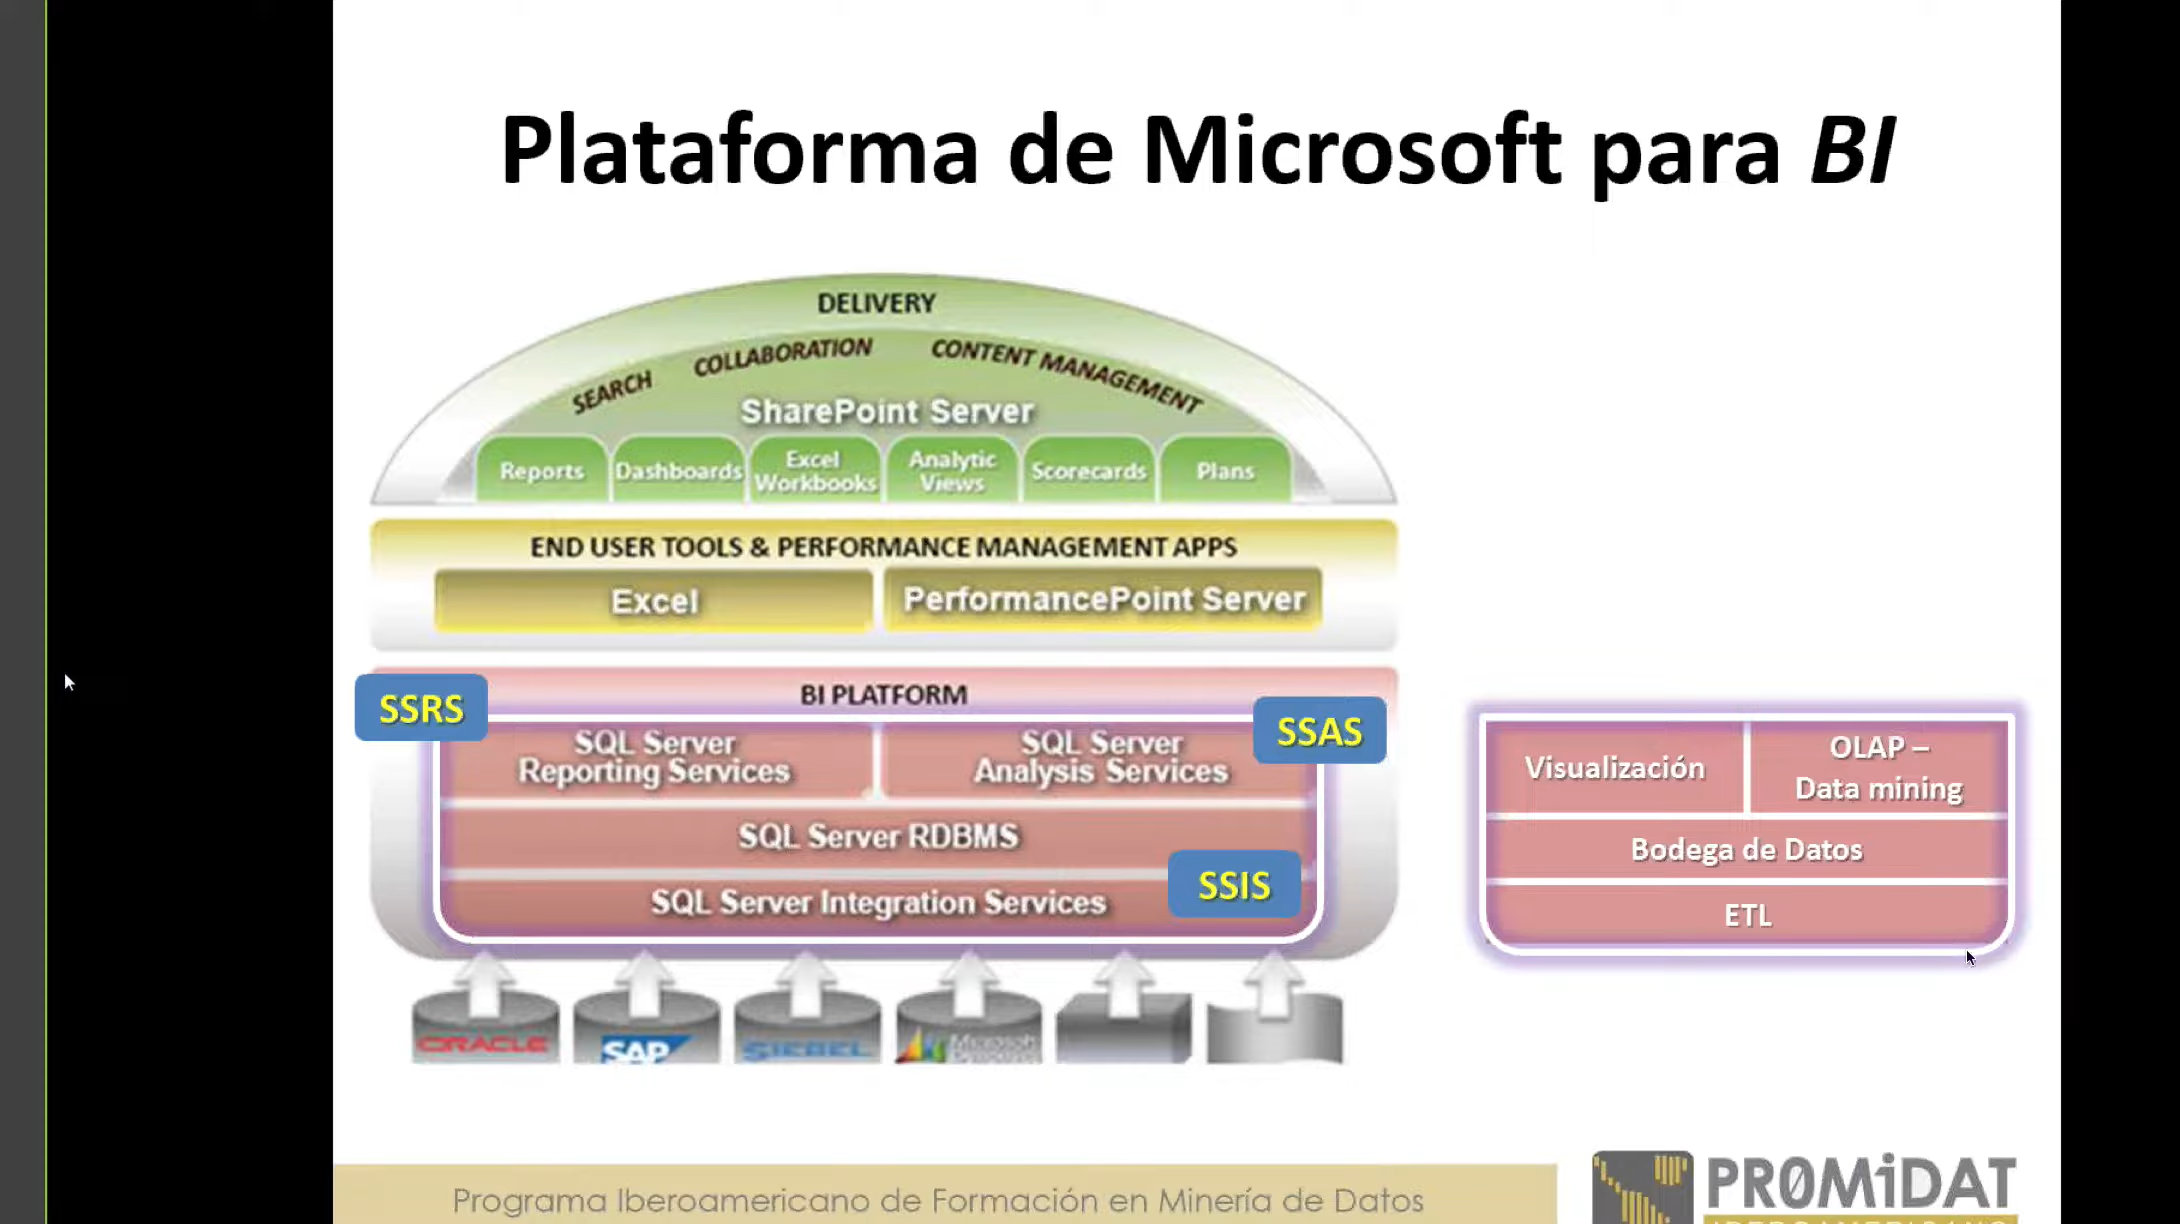 Plataforma de Microsoft para BI
DELIVERY
SEARCH COLLABORATION CONTENT MANAGEMENT
SharePoint Server
Reports
Dashboards
Excel
Workbooks
Analytic
Views
Scorecards
Plans
END USER TOOLS & PERFORMANCE MANAGEMENT APPS
Excel
PerformancePoint Server
BI PLATFORM
SSRS
SSAS
SQL Server
Reporting Services
SQL Server
Analysis Services
SQL Server RDBMS
SSIS
SQL Server Integration Services
ORACLE
SAP
SIEBEL
Microsoft
Visualización
OLAP –
Data mining
Bodega de Datos
ETL
Programa Iberoamericano de Formación en Minería de Datos
PR0MiDAT